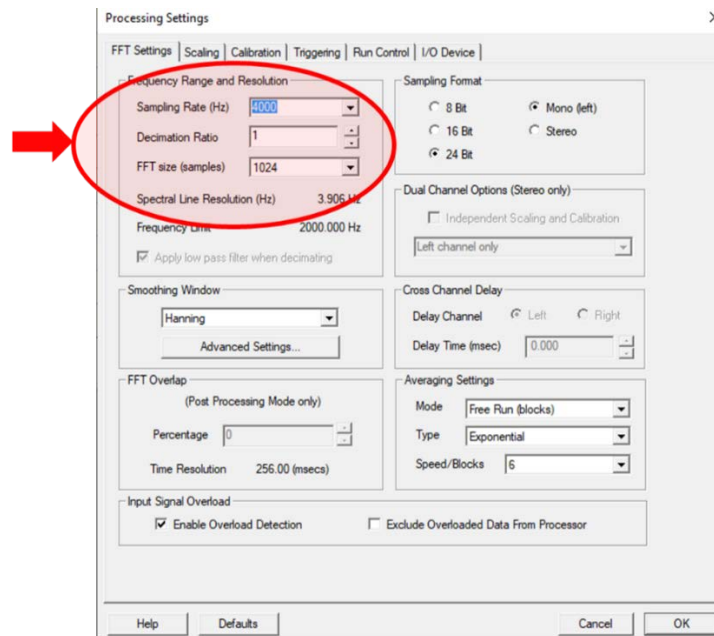 Processing Settings
FFT Settings Scaling Calibration Triggering Run Control I/O Device
Frequency Range and Resolution
Sampling Rate (Hz) 4000
Decimation Ratio 1
FFT size (samples) 1024
Spectral Line Resolution (Hz) 3.906 Hz
Frequency Limit 2000.000 Hz
Apply low pass filter when decimating
Sampling Format
8 Bit Mono (left)
16 Bit Stereo
24 Bit
Dual Channel Options (Stereo only)
Independent Scaling and Calibration
Left channel only
Smoothing Window
Hanning
Advanced Settings...
Cross Channel Delay
Delay Channel Left Right
Delay Time (msec) 0.000
FFT Overlap
(Post Processing Mode only)
Percentage 0
Time Resolution 256.00 (msecs)
Averaging Settings
Mode Free Run (blocks)
Type Exponential
Speed/Blocks 6
Input Signal Overload
Enable Overload Detection Exclude Overloaded Data From Processor
Help Defaults Cancel OK